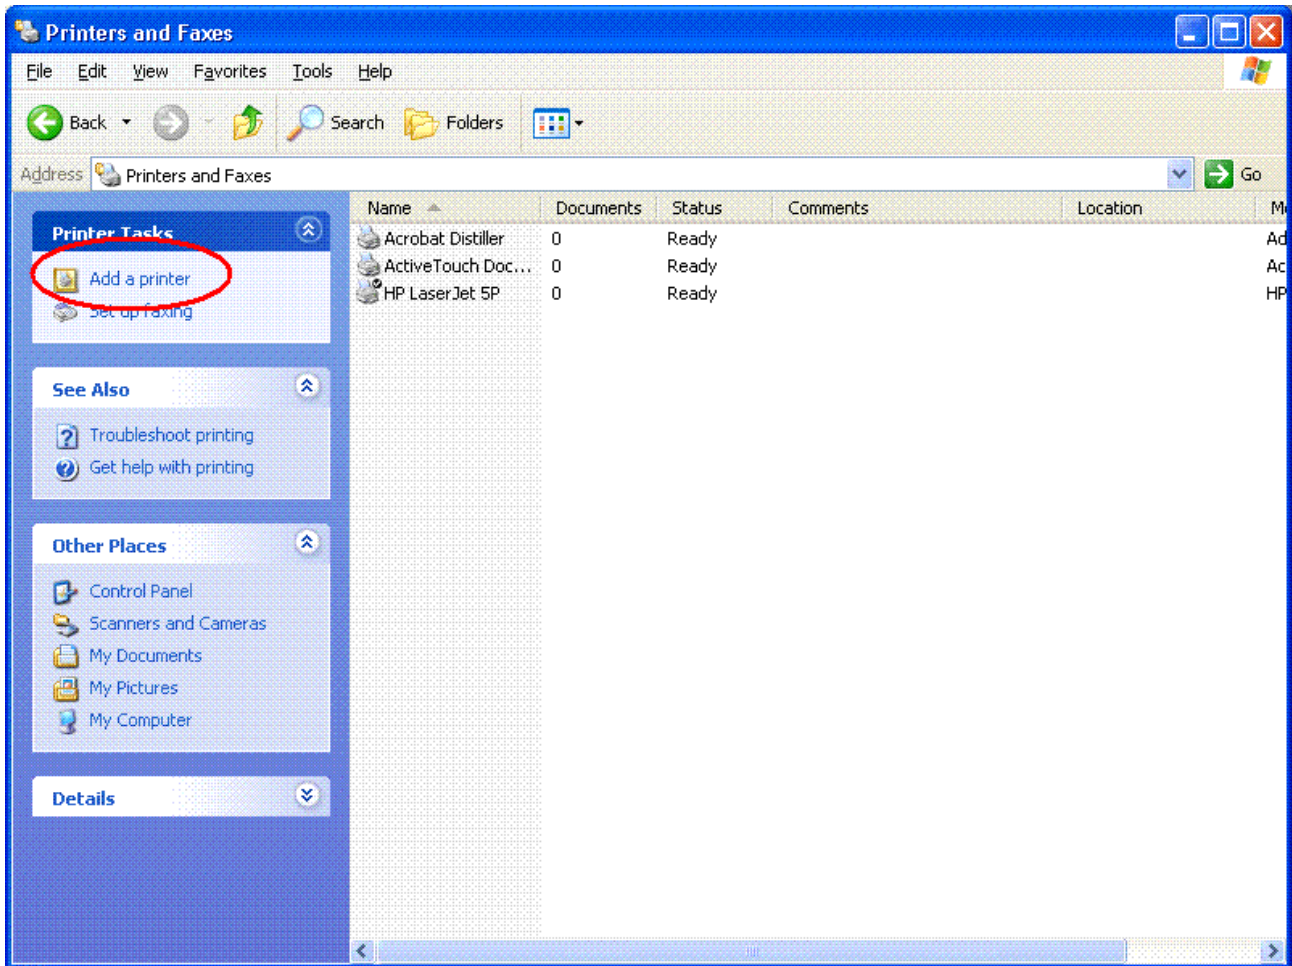 Printers and Faxes
File Edit View Favorites Tools Help
Back Search Folders
Address Printers and Faxes Go
Name Documents Status Comments Location M
Printer Tasks
Acrobat Distiller 0 Ready Ad
ActiveTouch Doc... 0 Ready Ac
HP LaserJet 5P 0 Ready HP
Add a printer
Set up faxing
See Also
Troubleshoot printing
Get help with printing
Other Places
Control Panel
Scanners and Cameras
My Documents
My Pictures
My Computer
Details